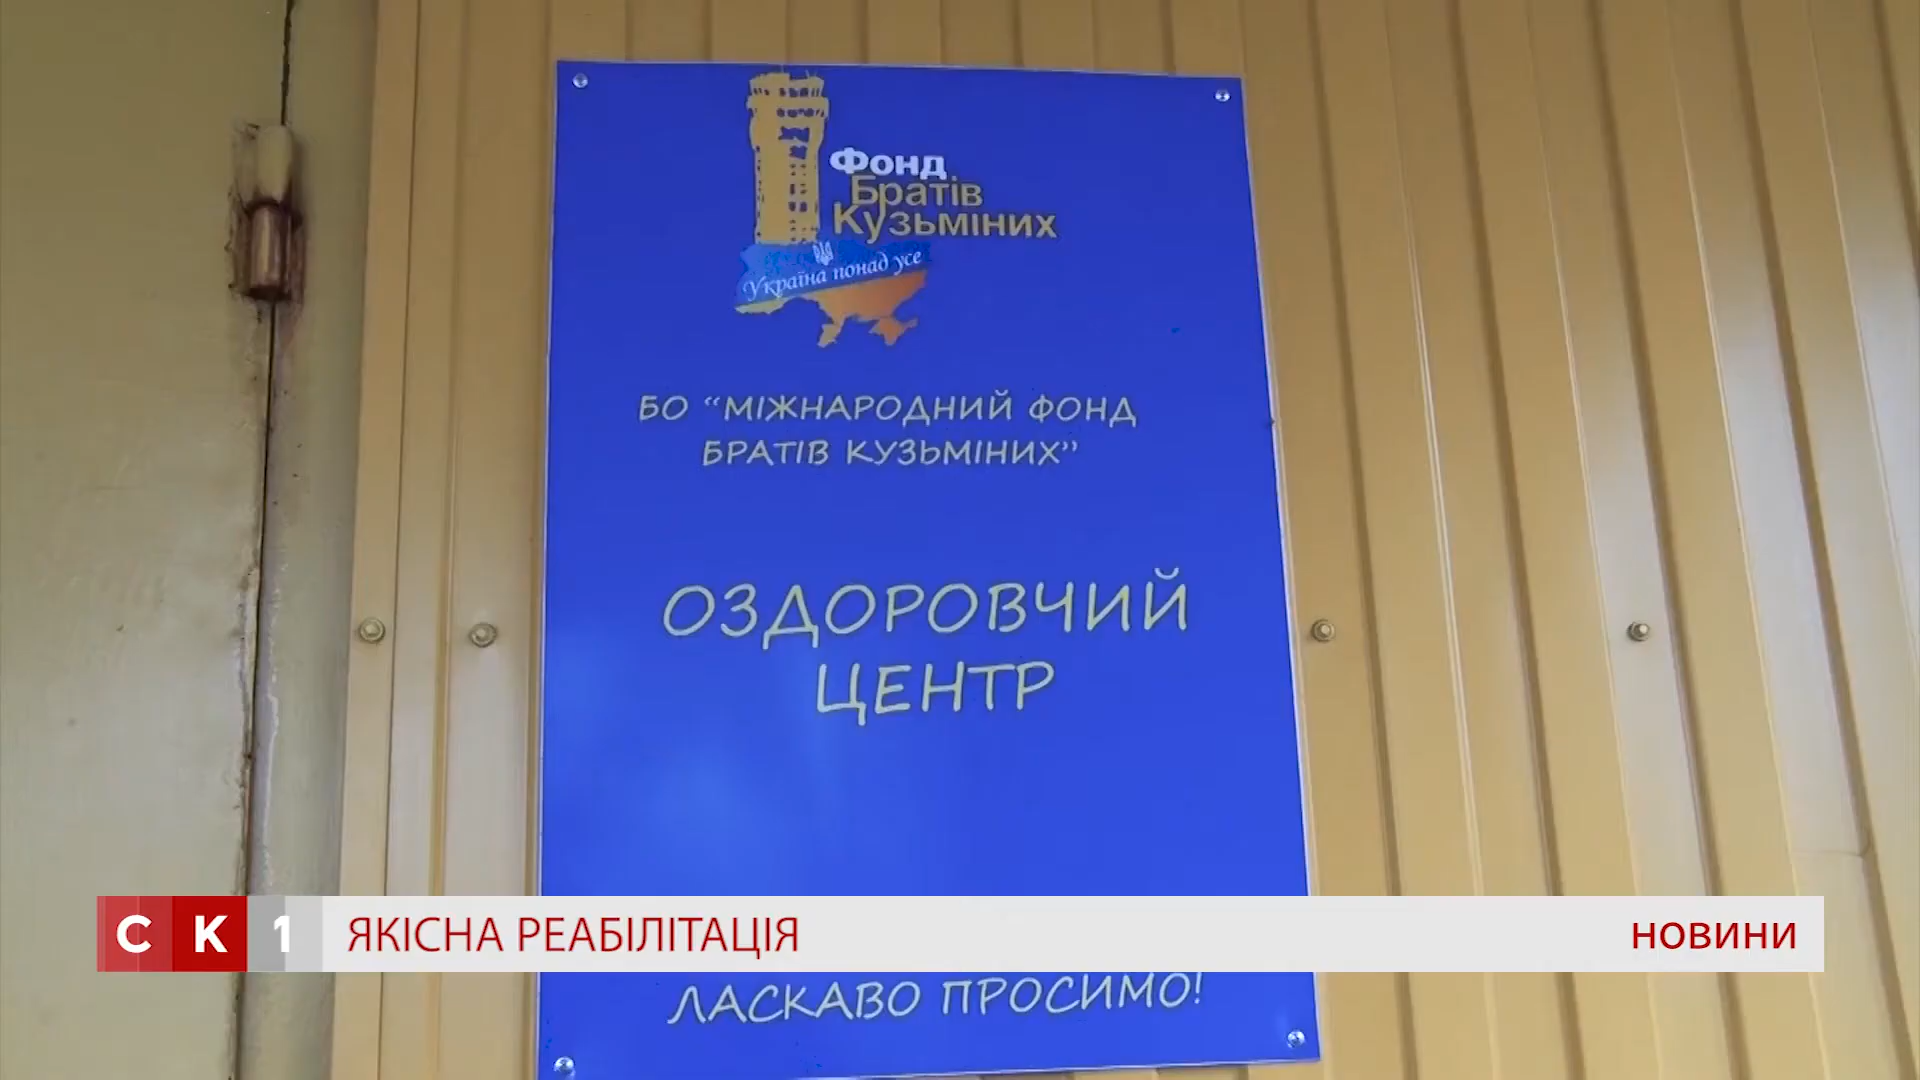 Фонд
Братів
Кузьміних
Україна понад усе
БО “МІЖНАРОДНИЙ ФОНД
БРАТІВ КУЗЬМІНИХ”
ОЗДОРОВЧИЙ
ЦЕНТР
СК1 ЯКІСНА РЕАБІЛІТАЦІЯ НОВИНИ
ЛАСКАВО ПРОСИМО!